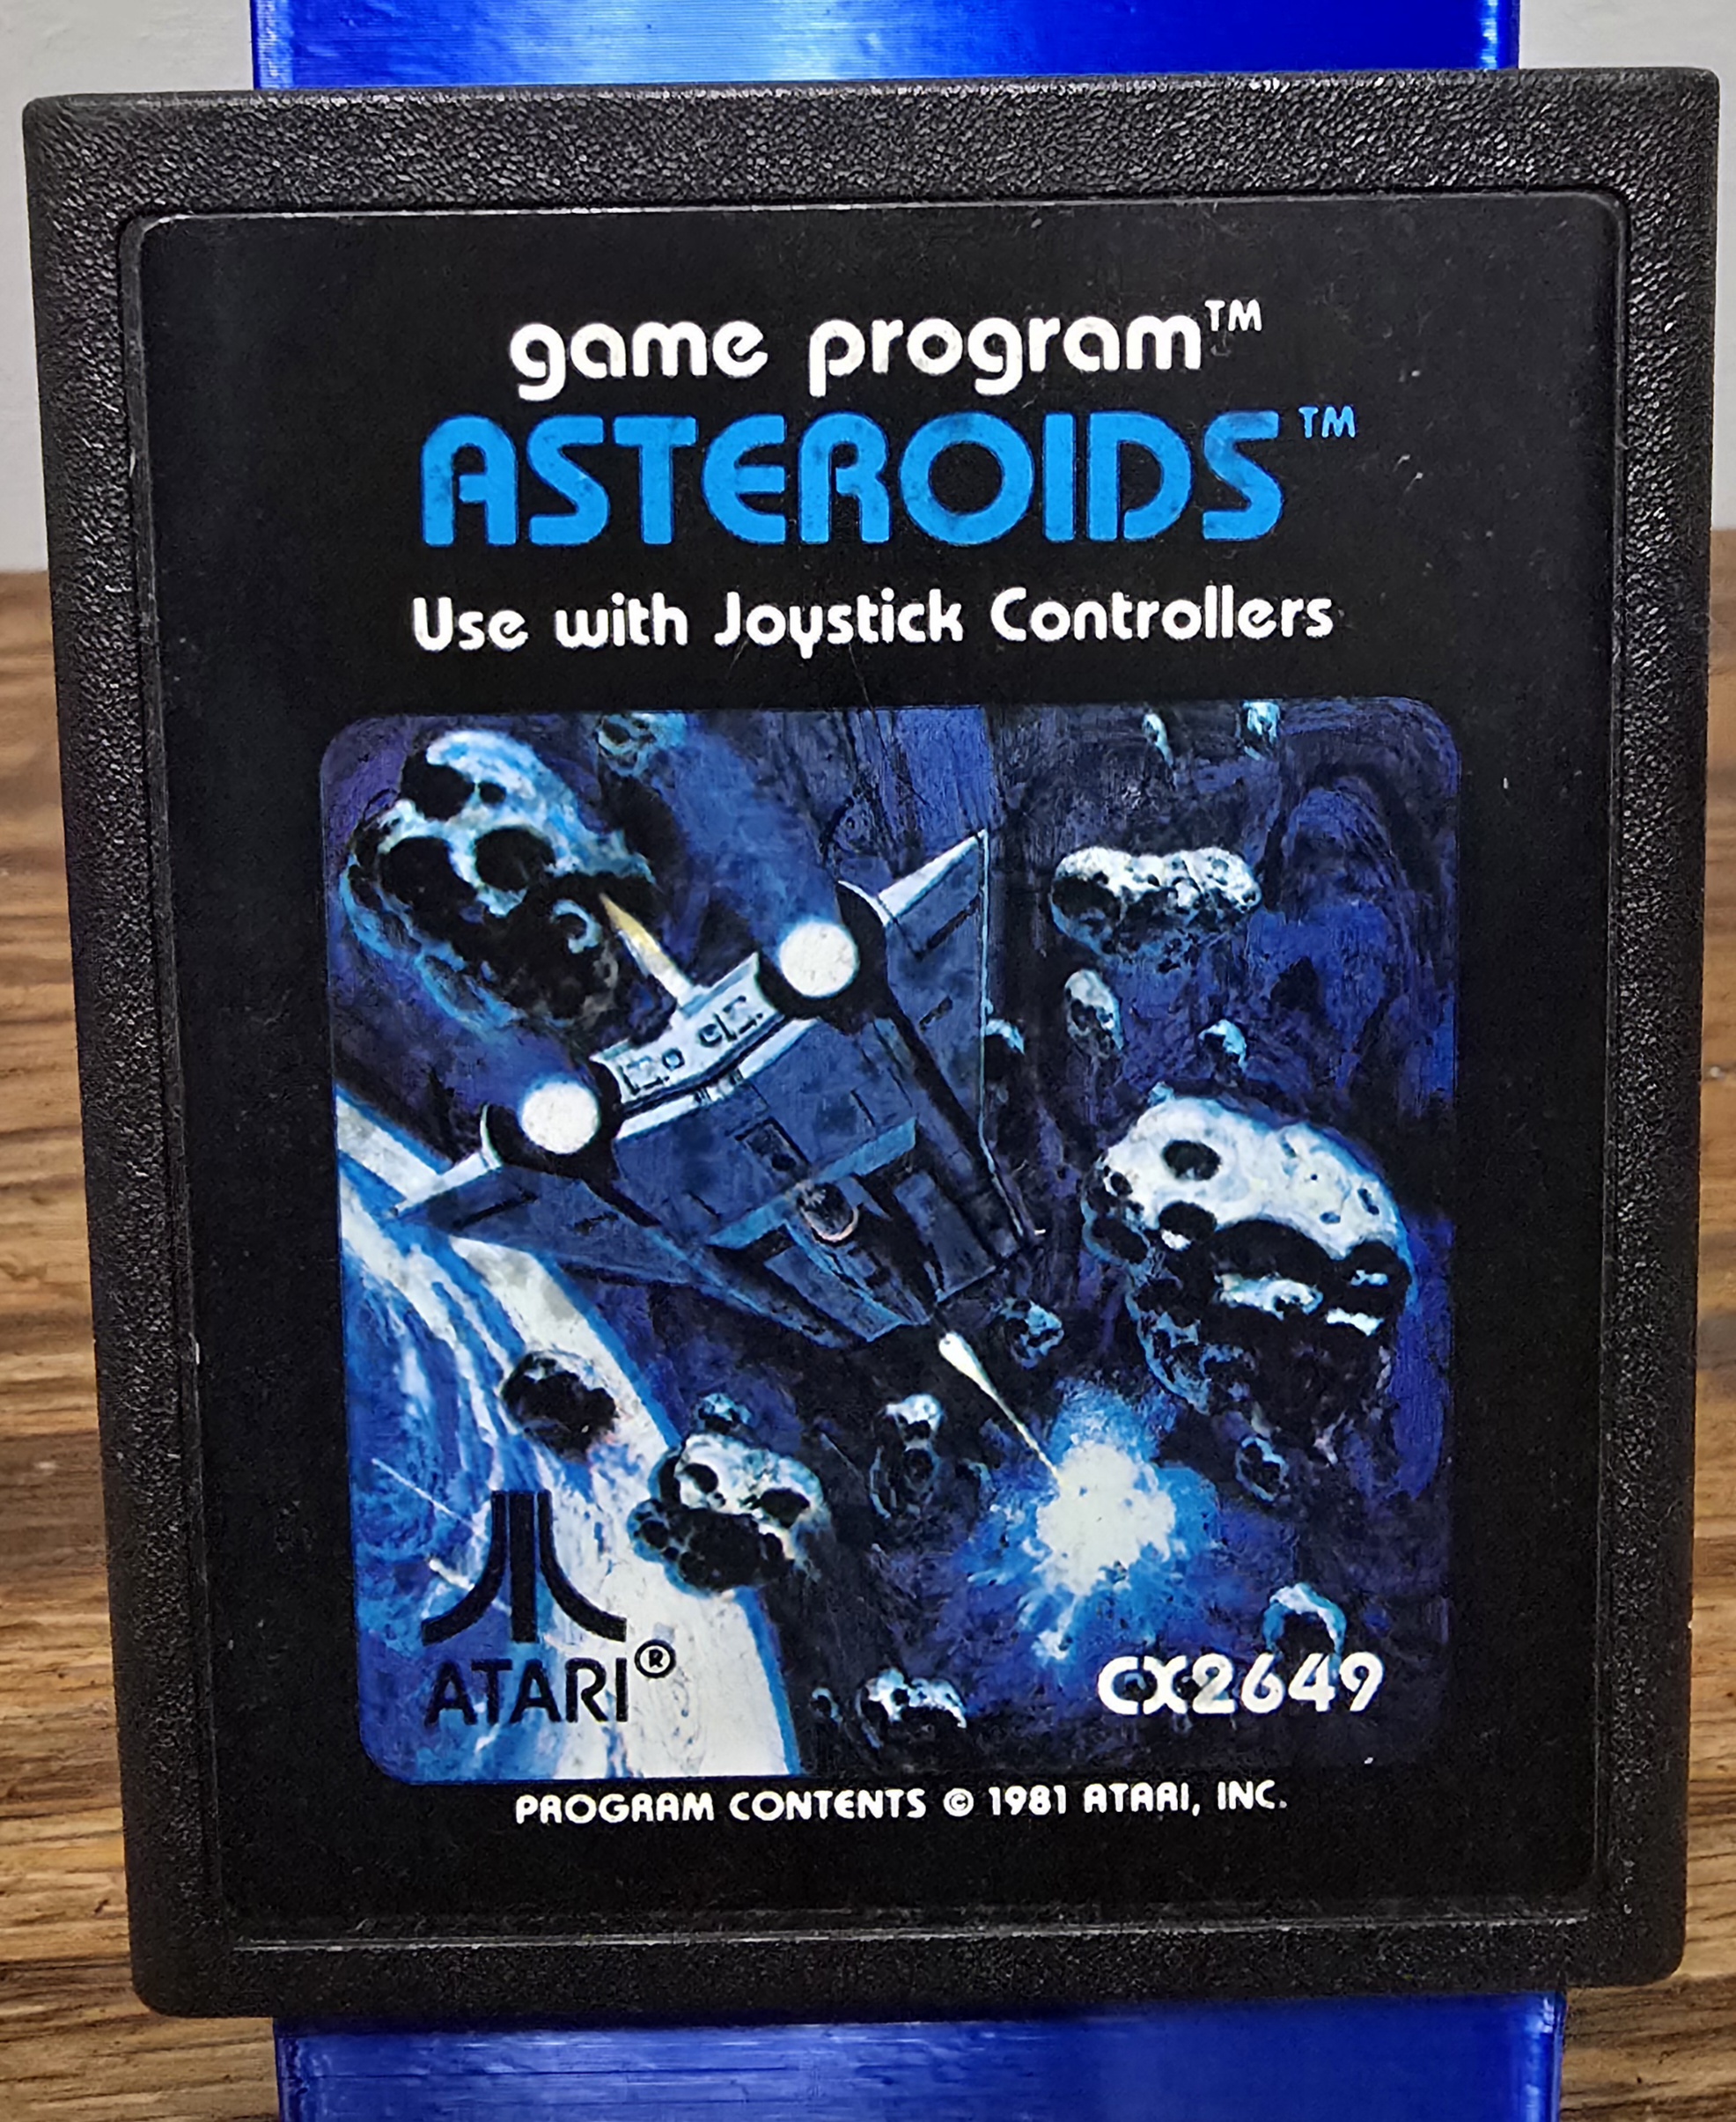 game program™
ASTEROIDS™
Use with Joystick Controllers
ATARI®
CX2649
PROGRAM CONTENTS © 1981 ATARI, INC.